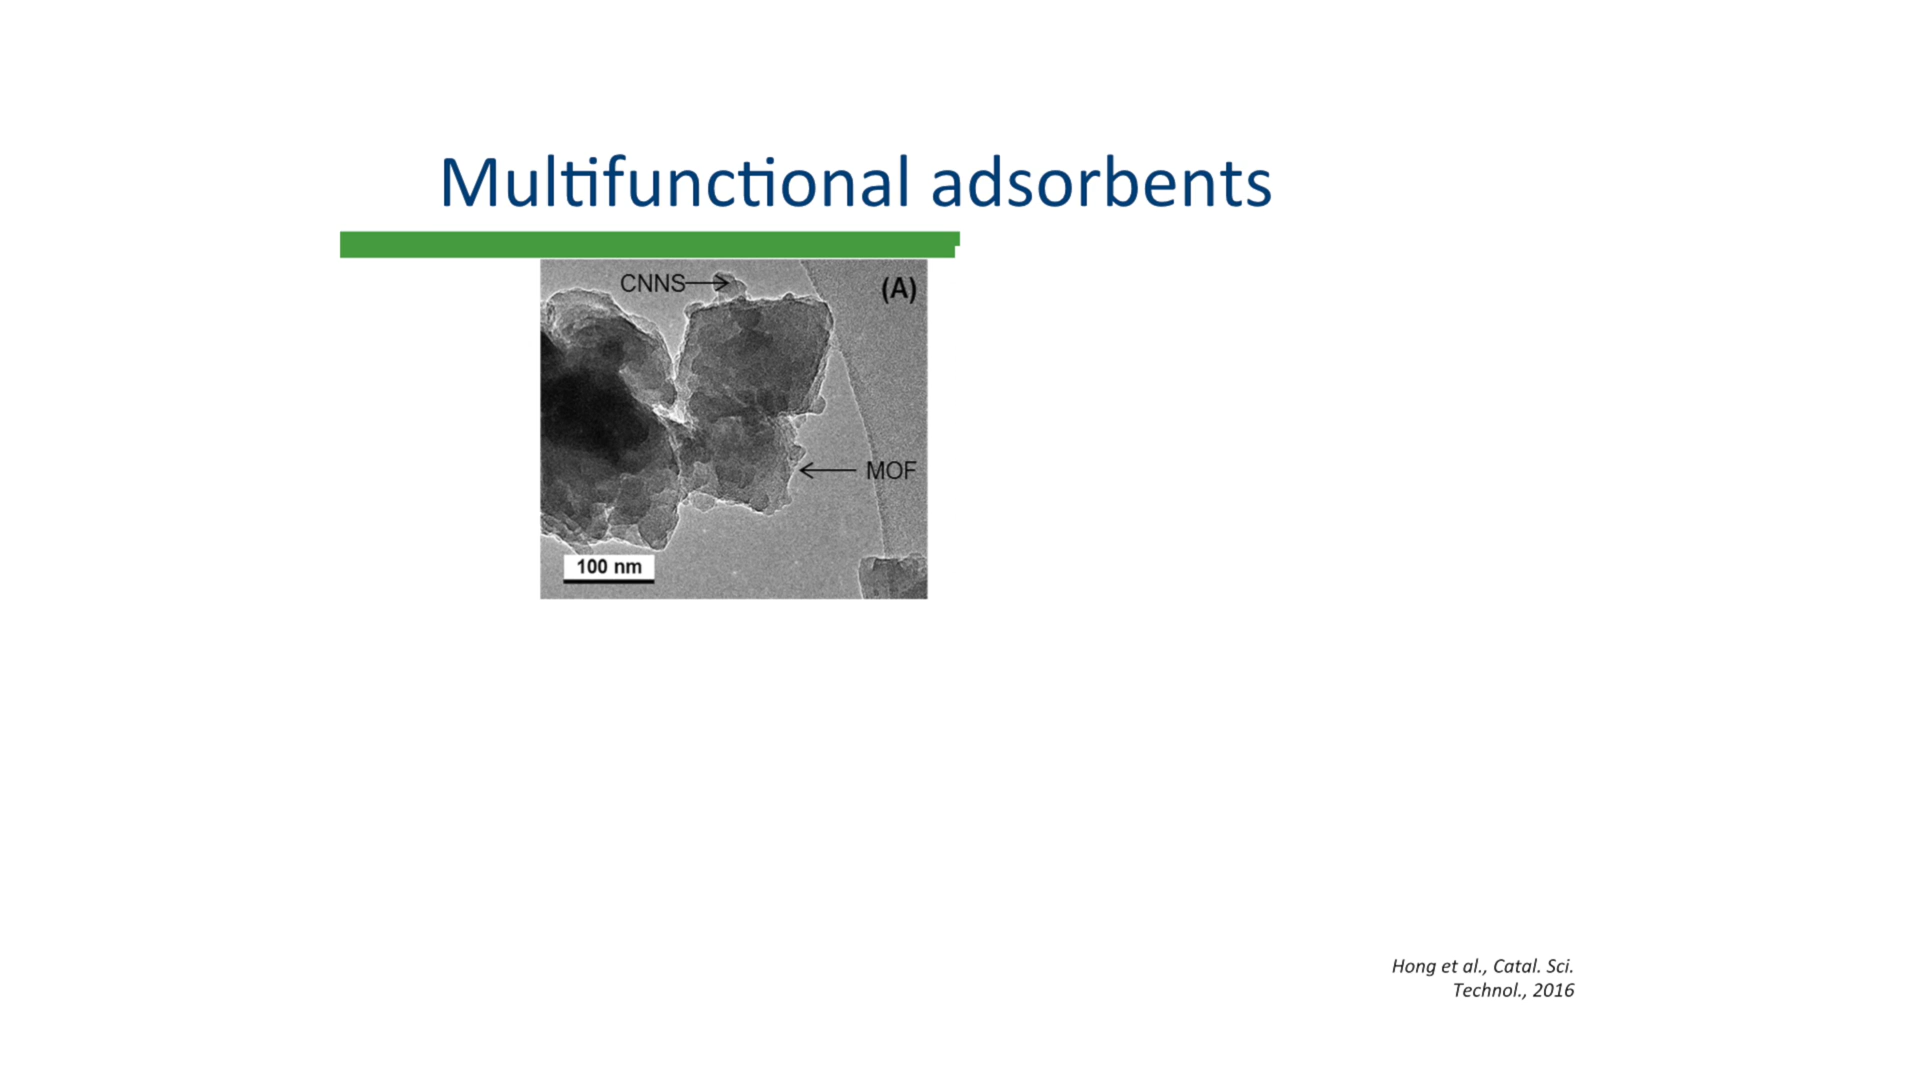 Multifunctional adsorbents
CNNS
(A)
MOF
100 nm
Hong et al., Catal. Sci.
Technol., 2016